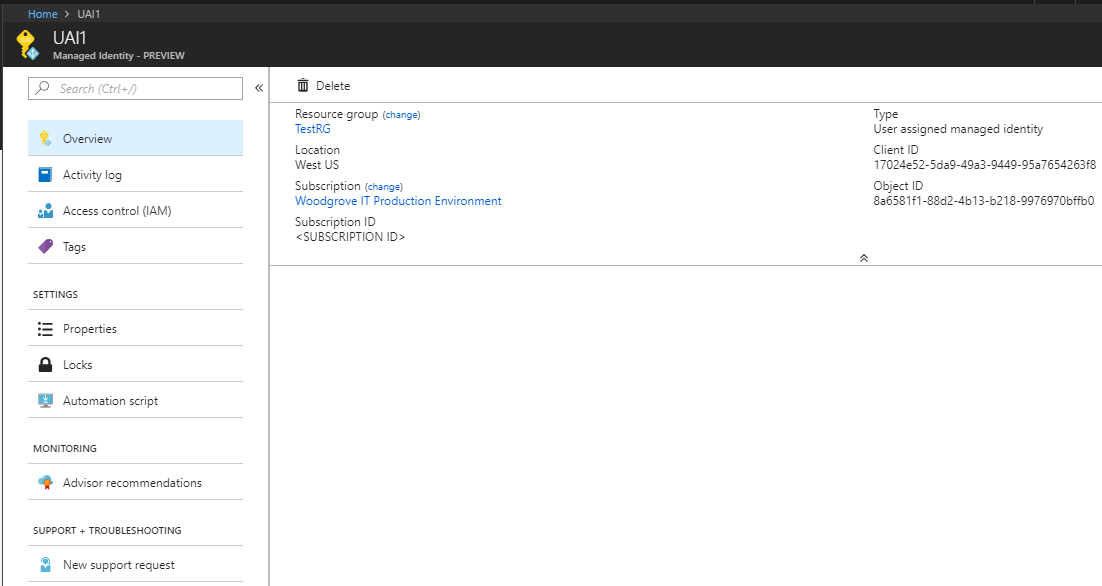 Home > UAI1
UAI1
Managed Identity - PREVIEW
Search (Ctrl+/)
«
Overview
Activity log
Access control (IAM)
Tags
SETTINGS
Properties
Locks
Automation script
MONITORING
Advisor recommendations
SUPPORT + TROUBLESHOOTING
New support request
Delete
Resource group (change)
TestRG
Location
West US
Subscription (change)
Woodgrove IT Production Environment
Subscription ID
<SUBSCRIPTION ID>
Type
User assigned managed identity
Client ID
17024e52-5da9-49a3-9449-95a7654263f8
Object ID
8a6581f1-88d2-4b13-b218-9976970bffb0